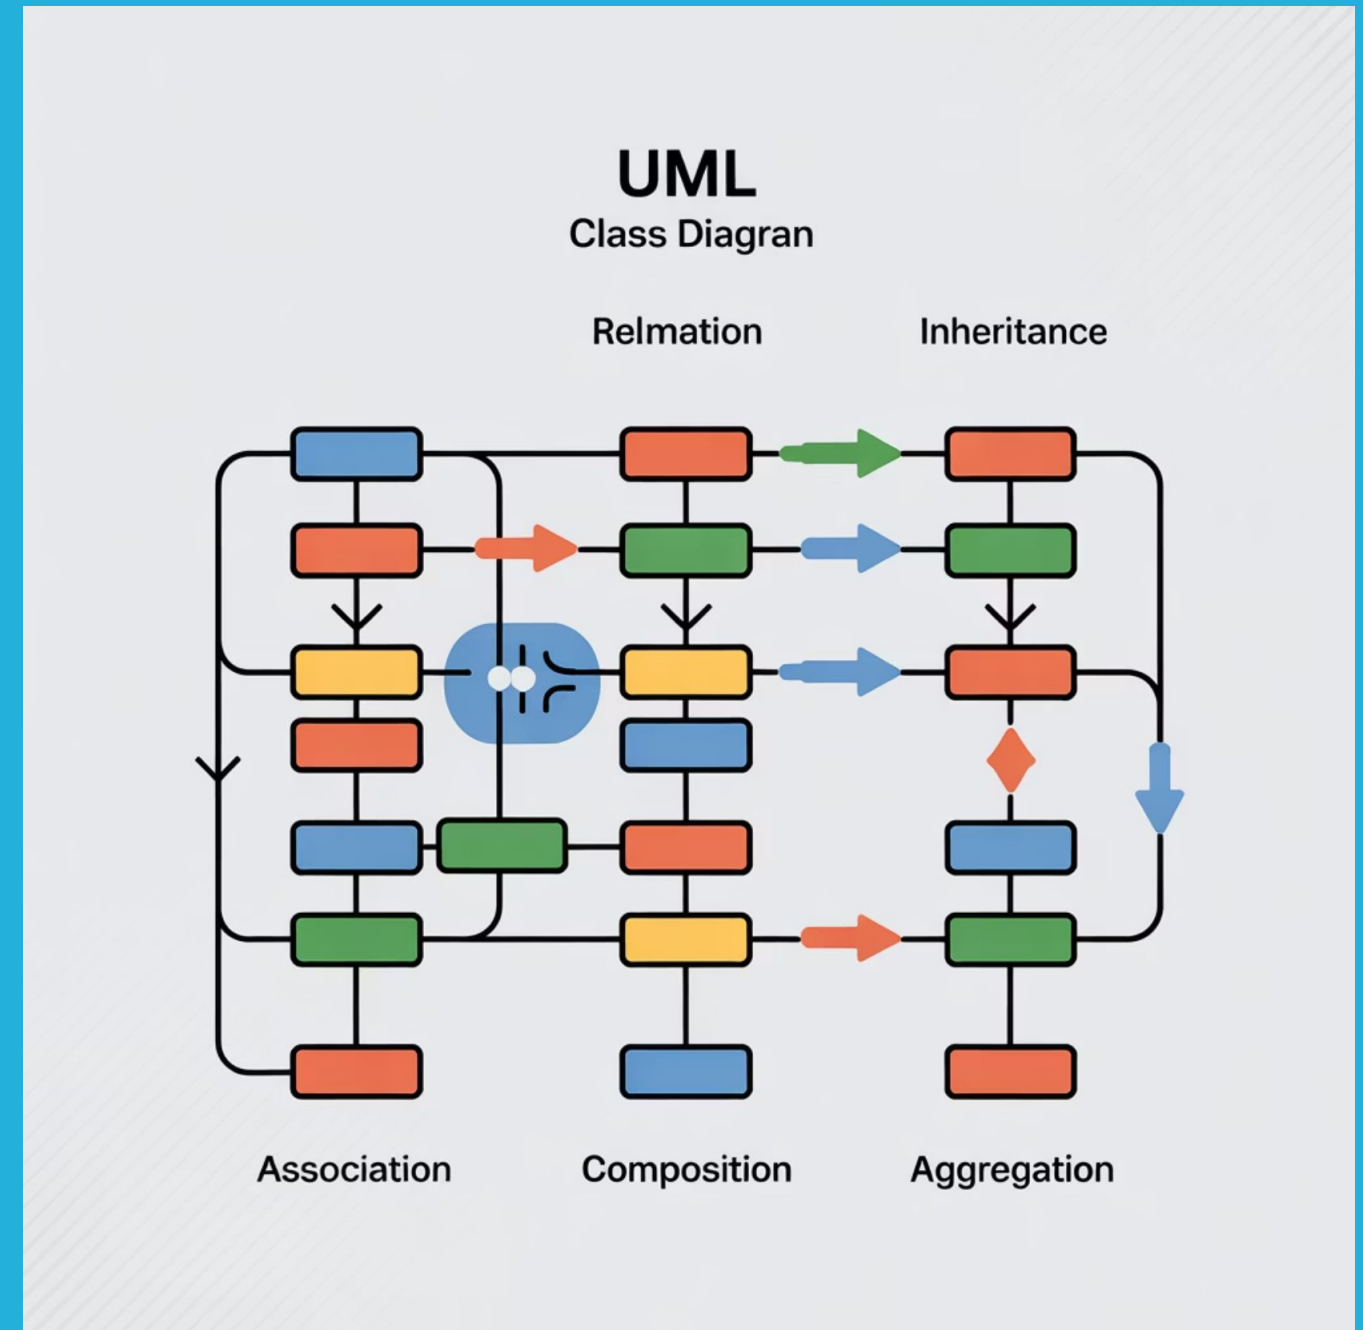 UML
Class Diagran
Relmation
Inheritance
Association
Composition
Aggregation